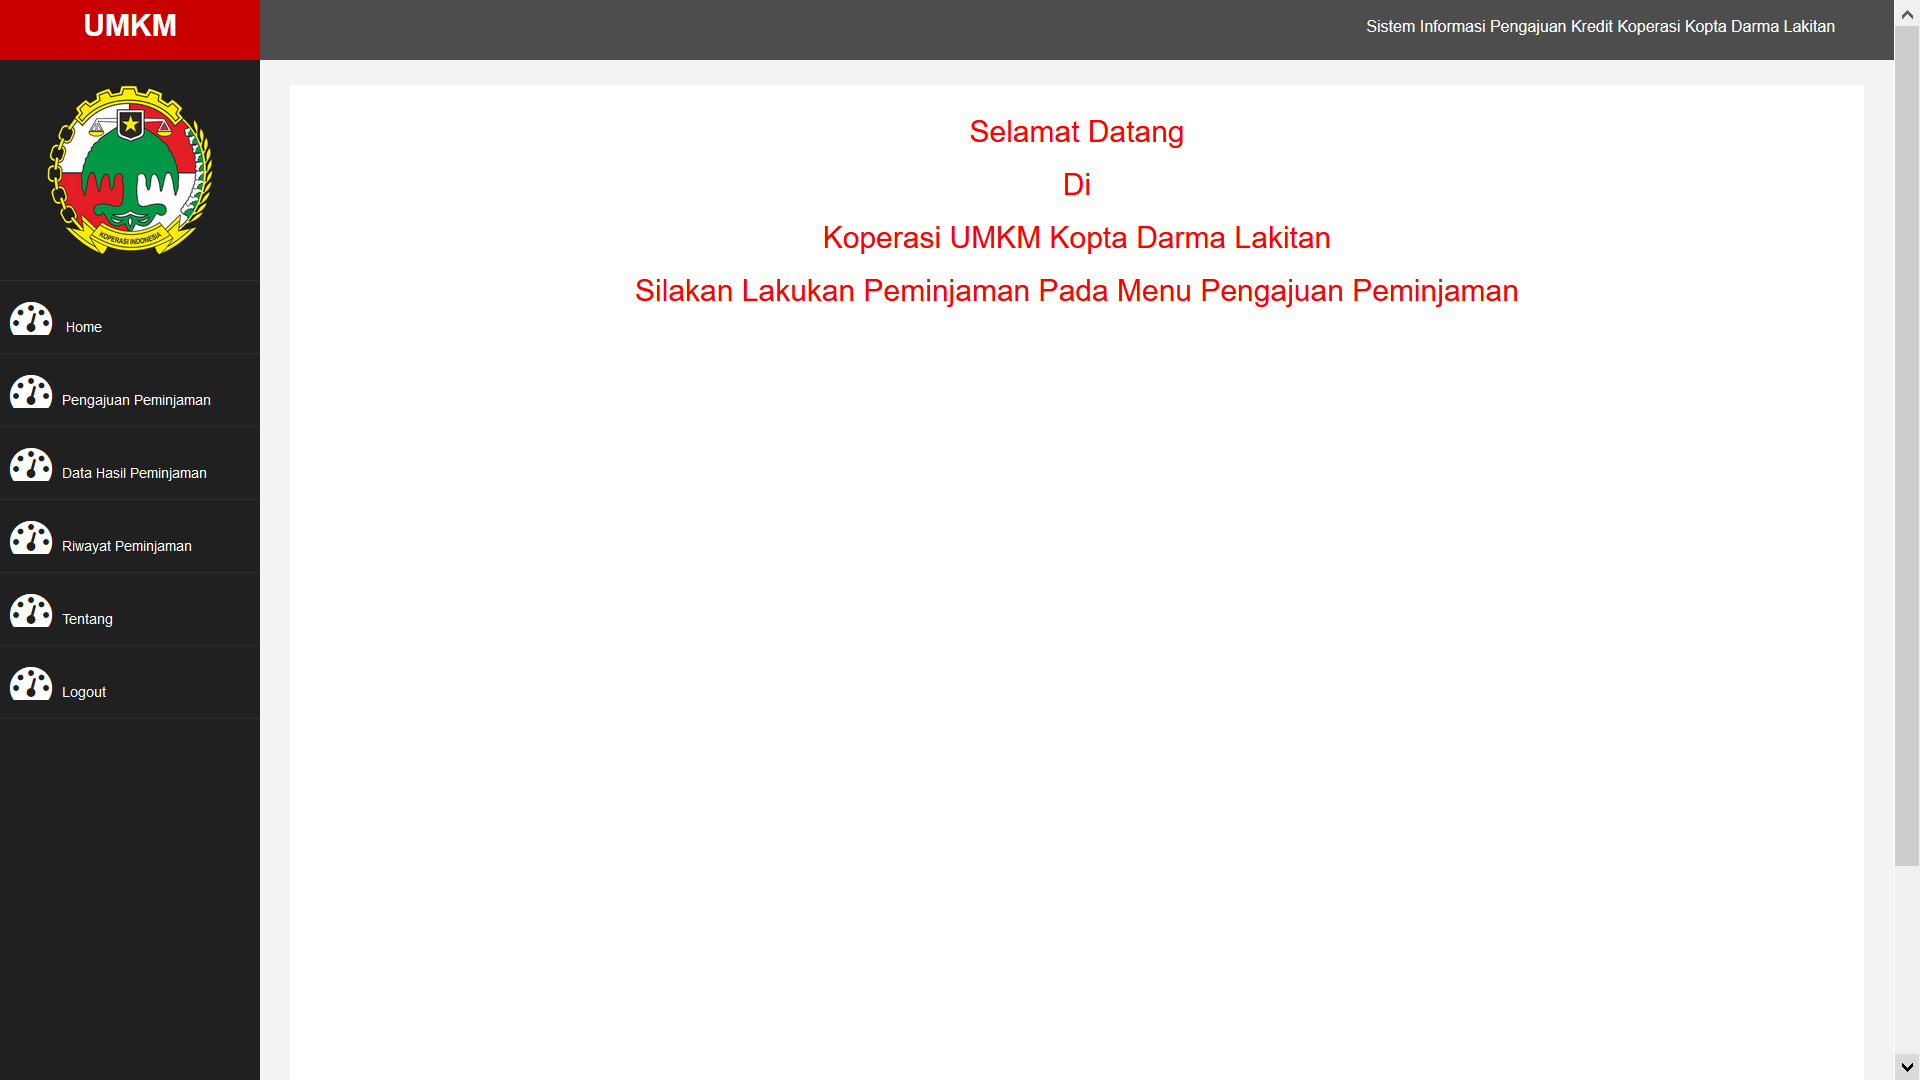 UMKM
Sistem Informasi Pengajuan Kredit Koperasi Kopta Darma Lakitan
KOPERASI INDONESIA
Home
Pengajuan Peminjaman
Data Hasil Peminjaman
Riwayat Peminjaman
Tentang
Logout
Selamat Datang
Di
Koperasi UMKM Kopta Darma Lakitan
Silakan Lakukan Peminjaman Pada Menu Pengajuan Peminjaman